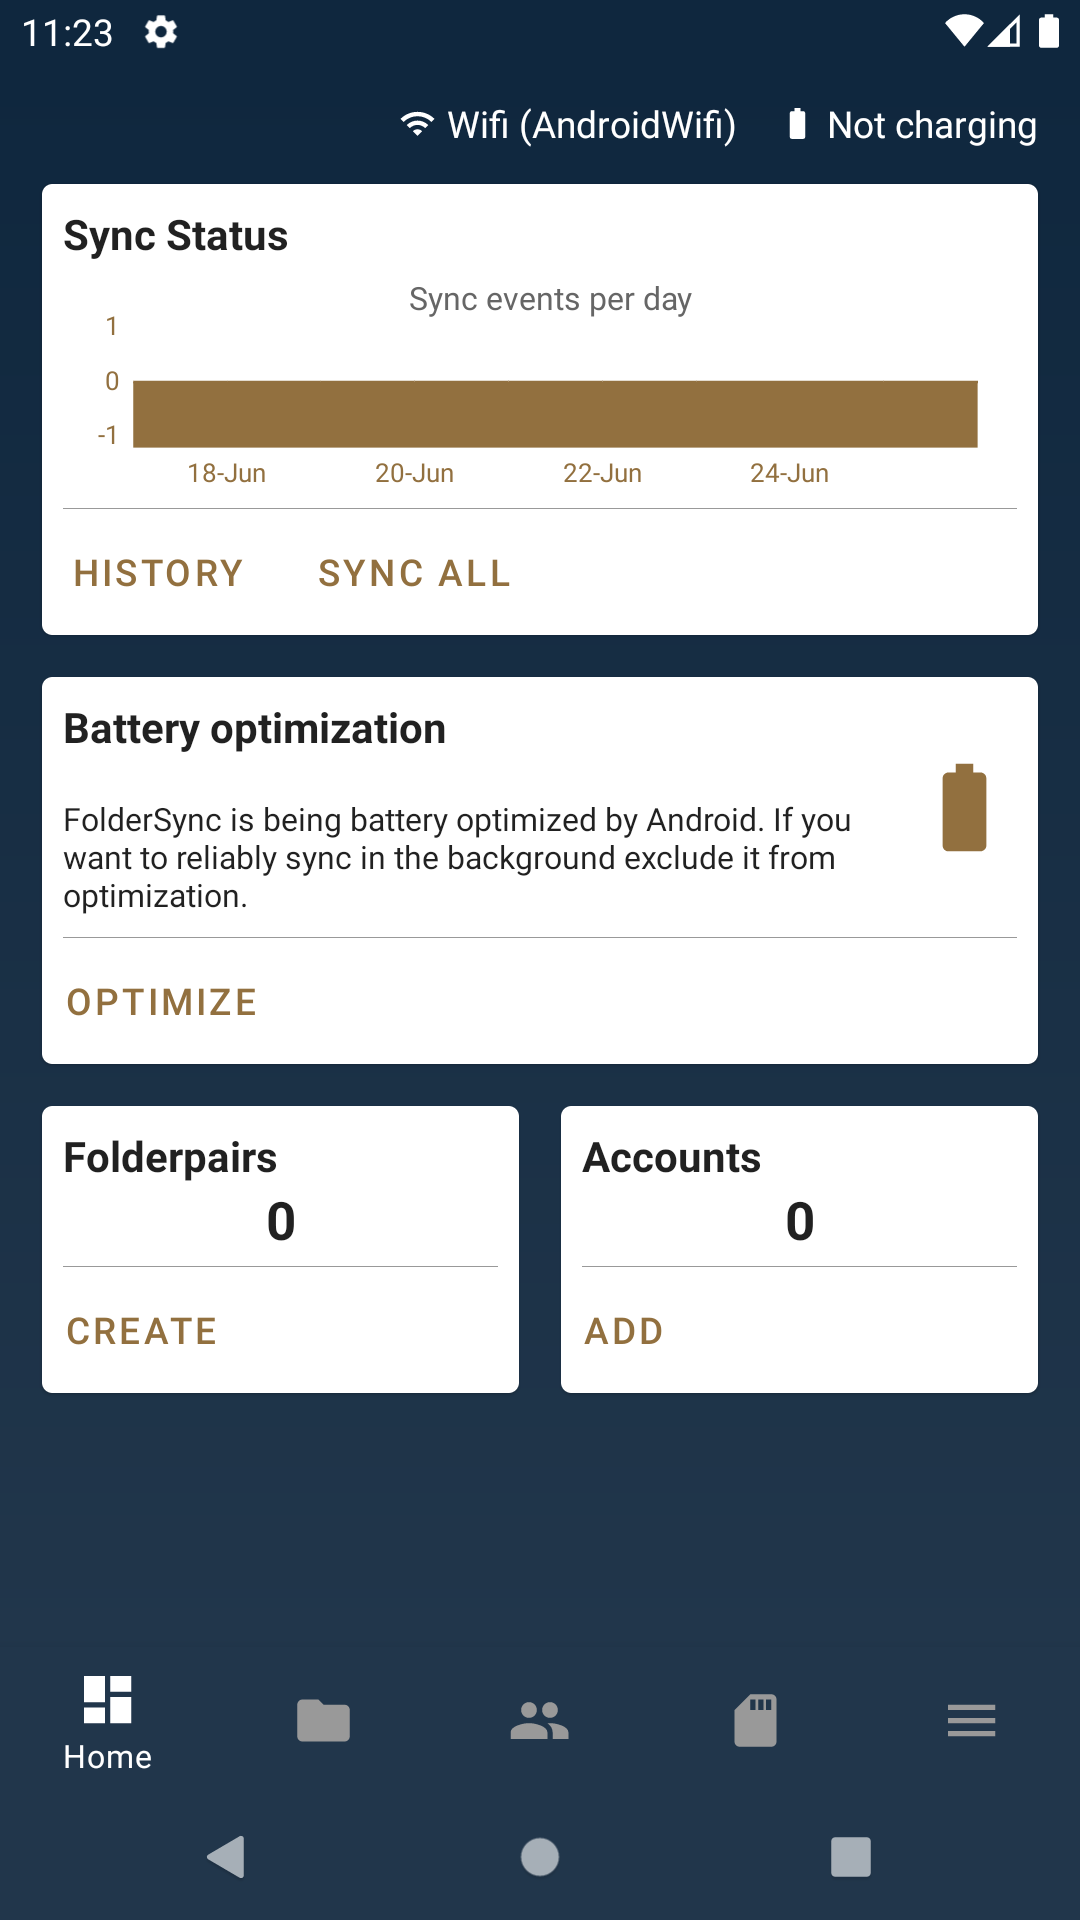 11:23
Wifi (AndroidWifi) Not charging
Sync Status
Sync events per day
1
0
-1
18-Jun 20-Jun 22-Jun 24-Jun
HISTORY SYNC ALL
Battery optimization
FolderSync is being battery optimized by Android. If you
want to reliably sync in the background exclude it from
optimization.
OPTIMIZE
Folderpairs
0
CREATE
Accounts
0
ADD
Home